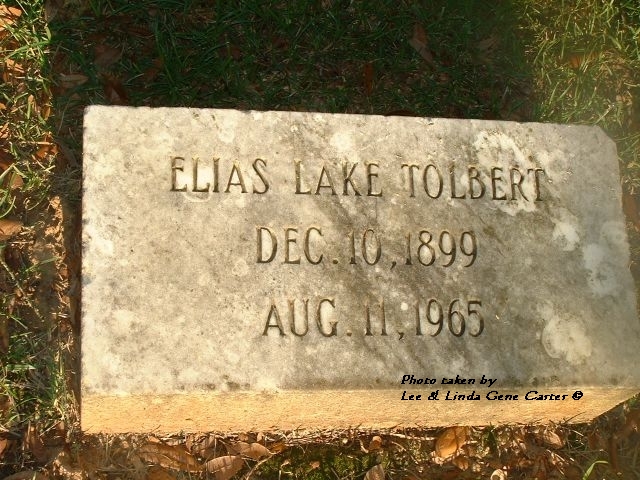 ELIAS LAKE TOLBERT
DEC. 10, 1899
AUG. 11, 1965
Photo taken by
Lee & Linda Gene Carter ©